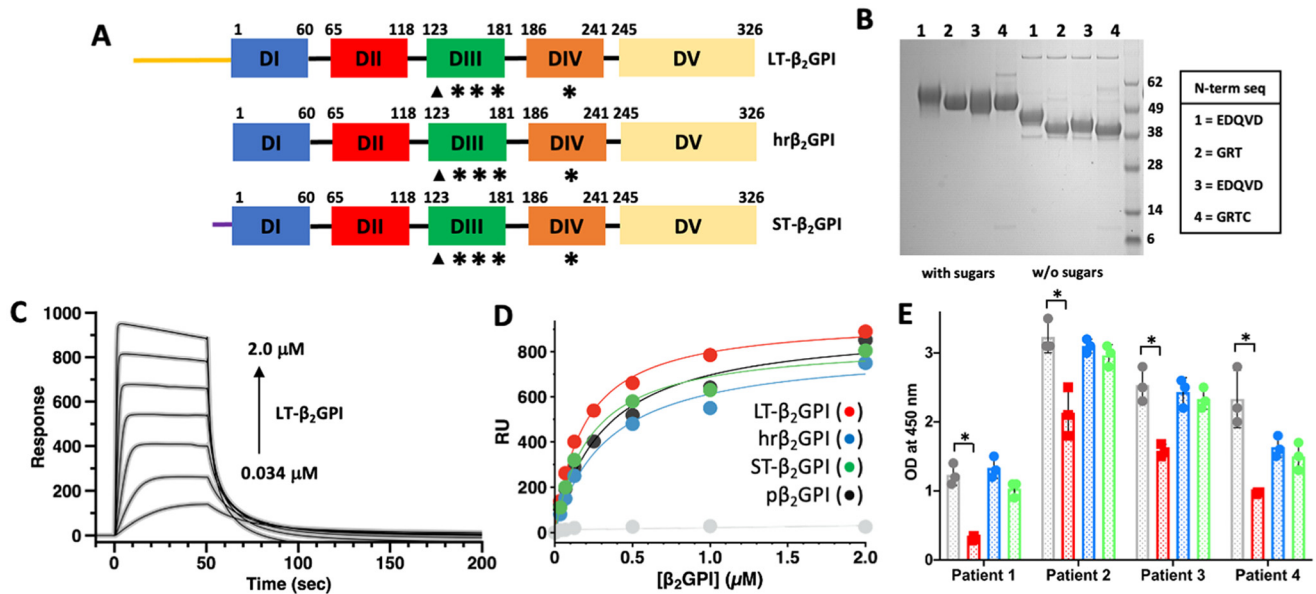 A
1 60 65 118 123 181 186 241 245 326
DI DII DIII DIV DV LT-β₂GPI
▲ * * * *
1 60 65 118 123 181 186 241 245 326
DI DII DIII DIV DV hrβ₂GPI
▲ * * * *
1 60 65 118 123 181 186 241 245 326
DI DII DIII DIV DV ST-β₂GPI
▲ * * * *
B
1 2 3 4 1 2 3 4
62
49
38
28
14
6
with sugars w/o sugars
N-term seq
1 = EDQVD
2 = GRT
3 = EDQVD
4 = GRTC
C
1000
800
600
400
200
0
Response
2.0 µM
LT-β₂GPI
0.034 µM
0 50 100 150 200
Time (sec)
D
800
600
400
200
0
RU
LT-β₂GPI ( )
hrβ₂GPI ( )
ST-β₂GPI ( )
pβ₂GPI ( )
0.0 0.5 1.0 2.0
[β₂GPI] (µM)
E
3
2
1
0
OD at 450 nm
* * * *
Patient 1 Patient 2 Patient 3 Patient 4